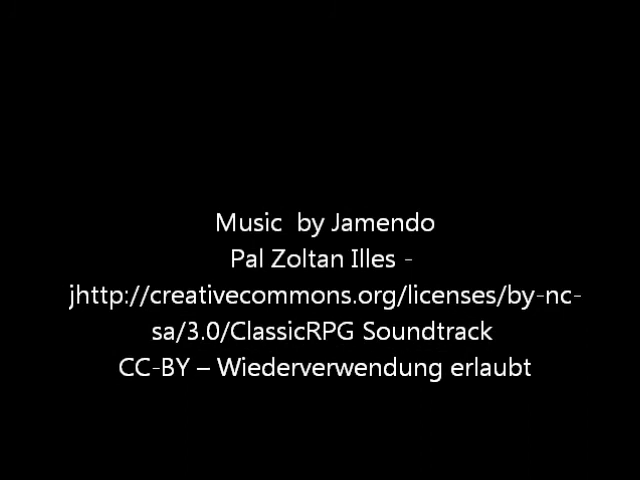 Music  by Jamendo
Pal Zoltan Illes -
jhttp://creativecommons.org/licenses/by-nc-
sa/3.0/ClassicRPG Soundtrack
CC-BY – Wiederverwendung erlaubt